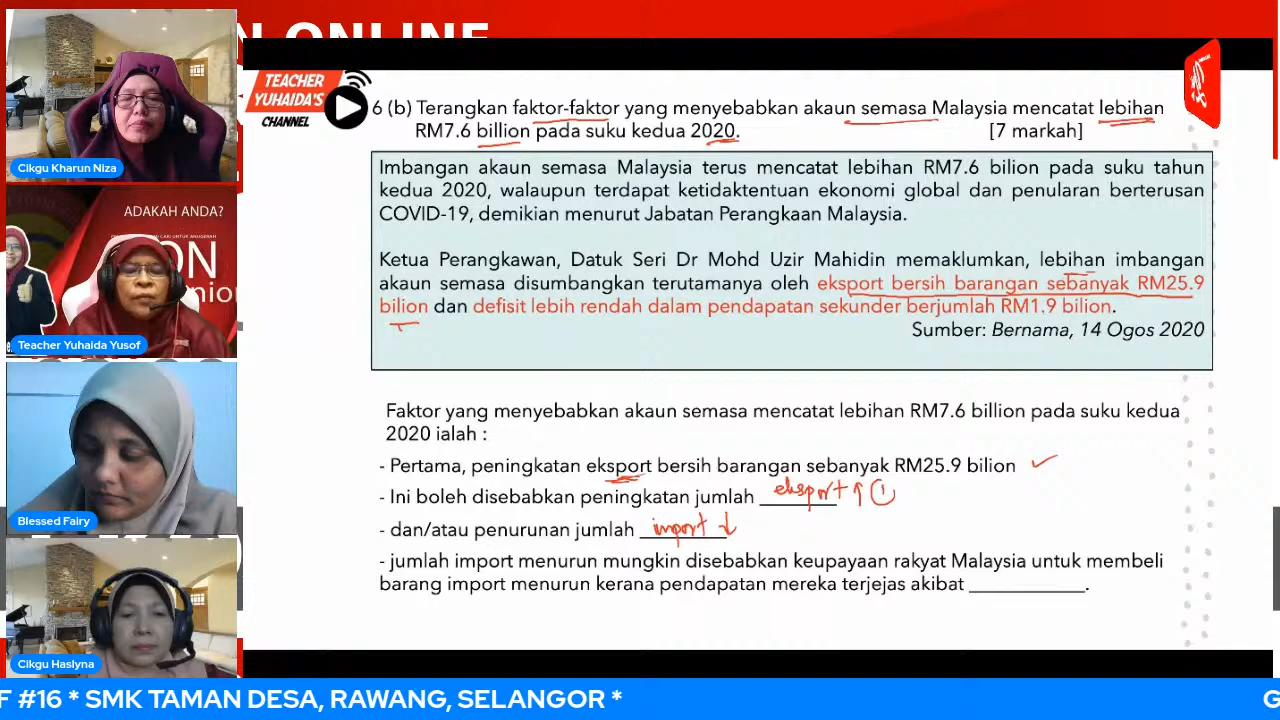 N ONLINE
TEACHER
YUHAIDA'S
CHANNEL
6 (b) Terangkan faktor-faktor yang menyebabkan akaun semasa Malaysia mencatat lebihan
RM7.6 billion pada suku kedua 2020. [7 markah]
Imbangan akaun semasa Malaysia terus mencatat lebihan RM7.6 bilion pada suku tahun
kedua 2020, walaupun terdapat ketidaktentuan ekonomi global dan penularan berterusan
COVID-19, demikian menurut Jabatan Perangkaan Malaysia.
Ketua Perangkawan, Datuk Seri Dr Mohd Uzir Mahidin memaklumkan, lebihan imbangan
akaun semasa disumbangkan terutamanya oleh eksport bersih barangan sebanyak RM25.9
bilion dan defisit lebih rendah dalam pendapatan sekunder berjumlah RM1.9 bilion.
Sumber: Bernama, 14 Ogos 2020
Faktor yang menyebabkan akaun semasa mencatat lebihan RM7.6 billion pada suku kedua
2020 ialah :
- Pertama, peningkatan eksport bersih barangan sebanyak RM25.9 bilion ✓
- Ini boleh disebabkan peningkatan jumlah eksport ↑ ①
- dan/atau penurunan jumlah import ↓
- jumlah import menurun mungkin disebabkan keupayaan rakyat Malaysia untuk membeli
barang import menurun kerana pendapatan mereka terjejas akibat ___________.
Cikgu Kharun Niza
ADAKAH ANDA?
ON
nion
Teacher Yuhaida Yusof
Blessed Fairy
Cikgu Haslyna
F #16 * SMK TAMAN DESA, RAWANG, SELANGOR * G